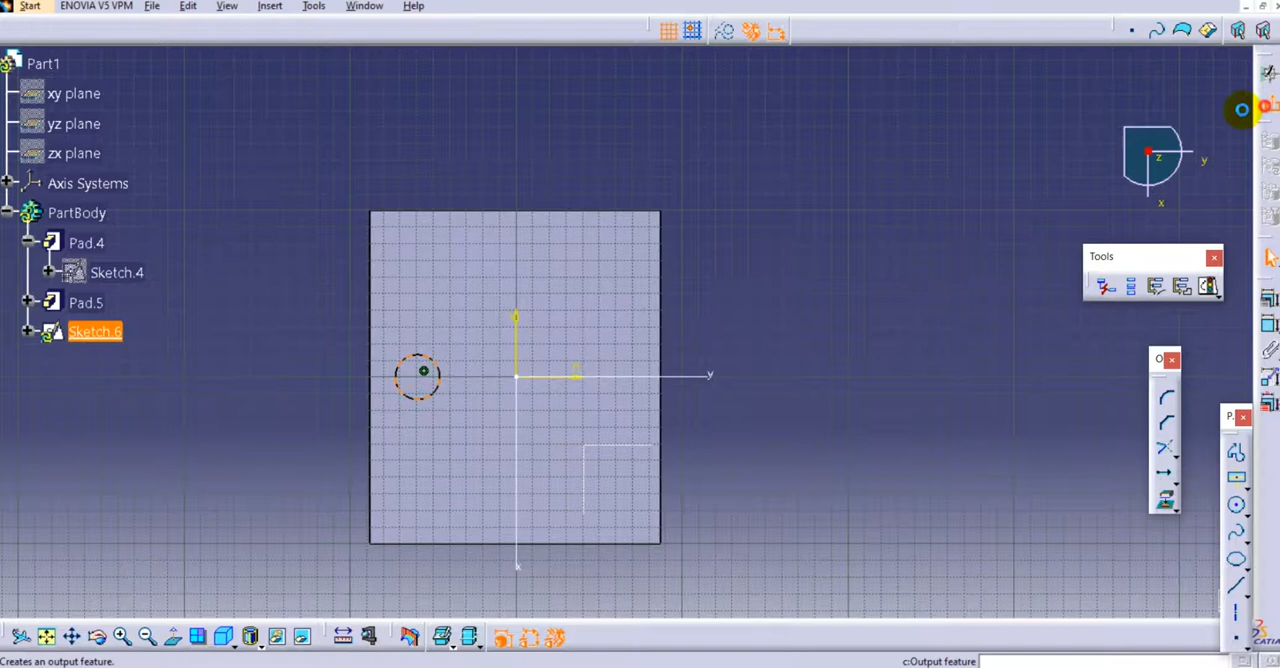 Start ENOVIA V5 VPM File Edit View Insert Tools Window Help
Part1
xy plane
yz plane
zx plane
Axis Systems
PartBody
Pad.4
Sketch.4
Pad.5
Sketch.6
z
y
x
Tools
O
P.
y
x
CATIA
Creates an output feature.
c:Output feature